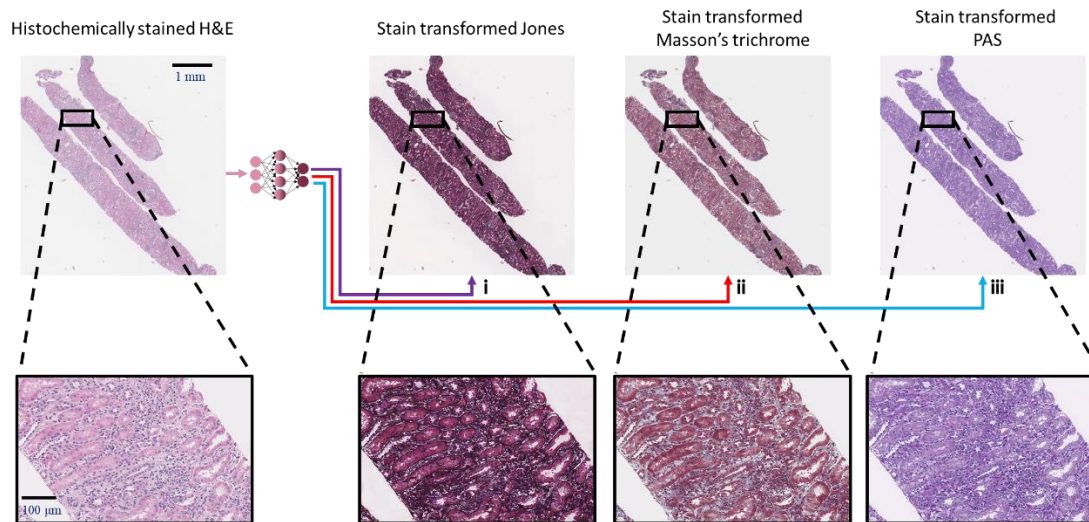 Histochemically stained H&E
Stain transformed Jones
Stain transformed
Masson's trichrome
Stain transformed
PAS
1 mm
i
ii
iii
100 μm